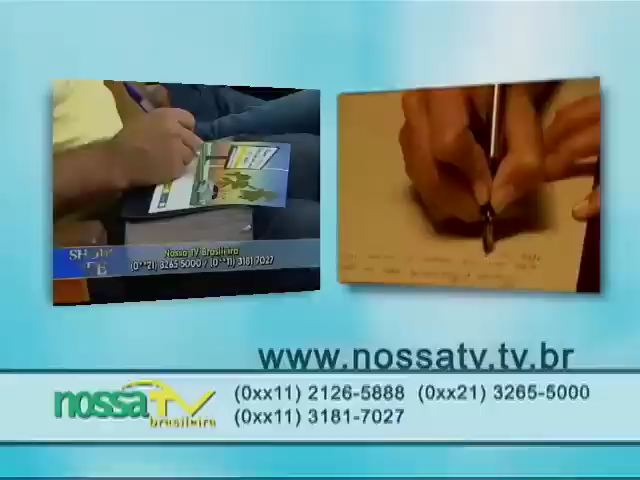 SHOW
Nossa TV Brasileira
(0**21) 3265 5000 / (0**11) 3181 7027
www.nossatv.tv.br
nossa TV
brasileira
(0xx11) 2126-5888 (0xx21) 3265-5000
(0xx11) 3181-7027